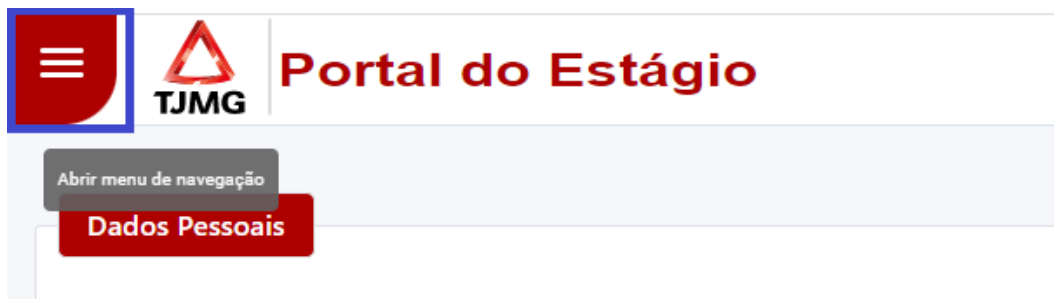 TJMG
Portal do Estágio
Abrir menu de navegação
Dados Pessoais